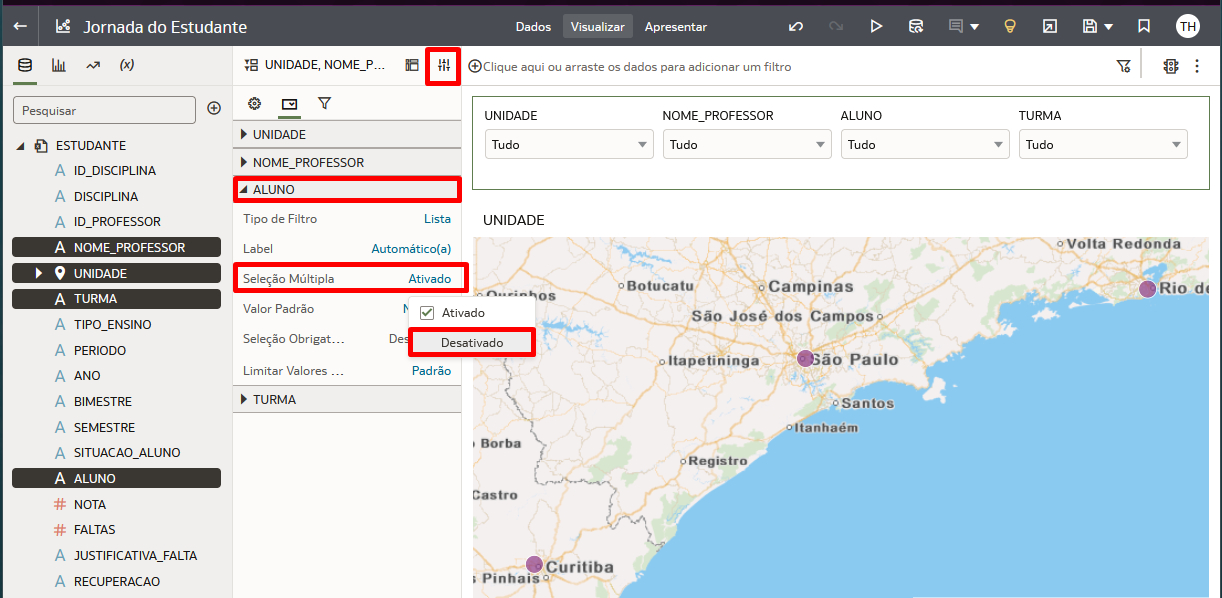 Jornada do Estudante
Dados
Visualizar
Apresentar
TH
(x)
UNIDADE, NOME_P...
Clique aqui ou arraste os dados para adicionar um filtro
Pesquisar
ESTUDANTE
A ID_DISCIPLINA
A DISCIPLINA
A ID_PROFESSOR
A NOME_PROFESSOR
UNIDADE
A TURMA
A TIPO_ENSINO
A PERIODO
A ANO
A BIMESTRE
A SEMESTRE
A SITUACAO_ALUNO
A ALUNO
# NOTA
# FALTAS
A JUSTIFICATIVA_FALTA
A RECUPERACAO
UNIDADE
NOME_PROFESSOR
ALUNO
Tipo de Filtro Lista
Label Automático(a)
Seleção Múltipla Ativado
Valor Padrão
Seleção Obrigat...
Limitar Valores ... Padrão
Ativado
Desativado
TURMA
UNIDADE
Tudo
NOME_PROFESSOR
Tudo
ALUNO
Tudo
TURMA
Tudo
UNIDADE
Volta Redonda
Ourinhos
Botucatu
Campinas
São José dos Campos
Itapetininga
São Paulo
Santos
Itanhaém
Borba
Registro
Castro
Curitiba
Pinhais